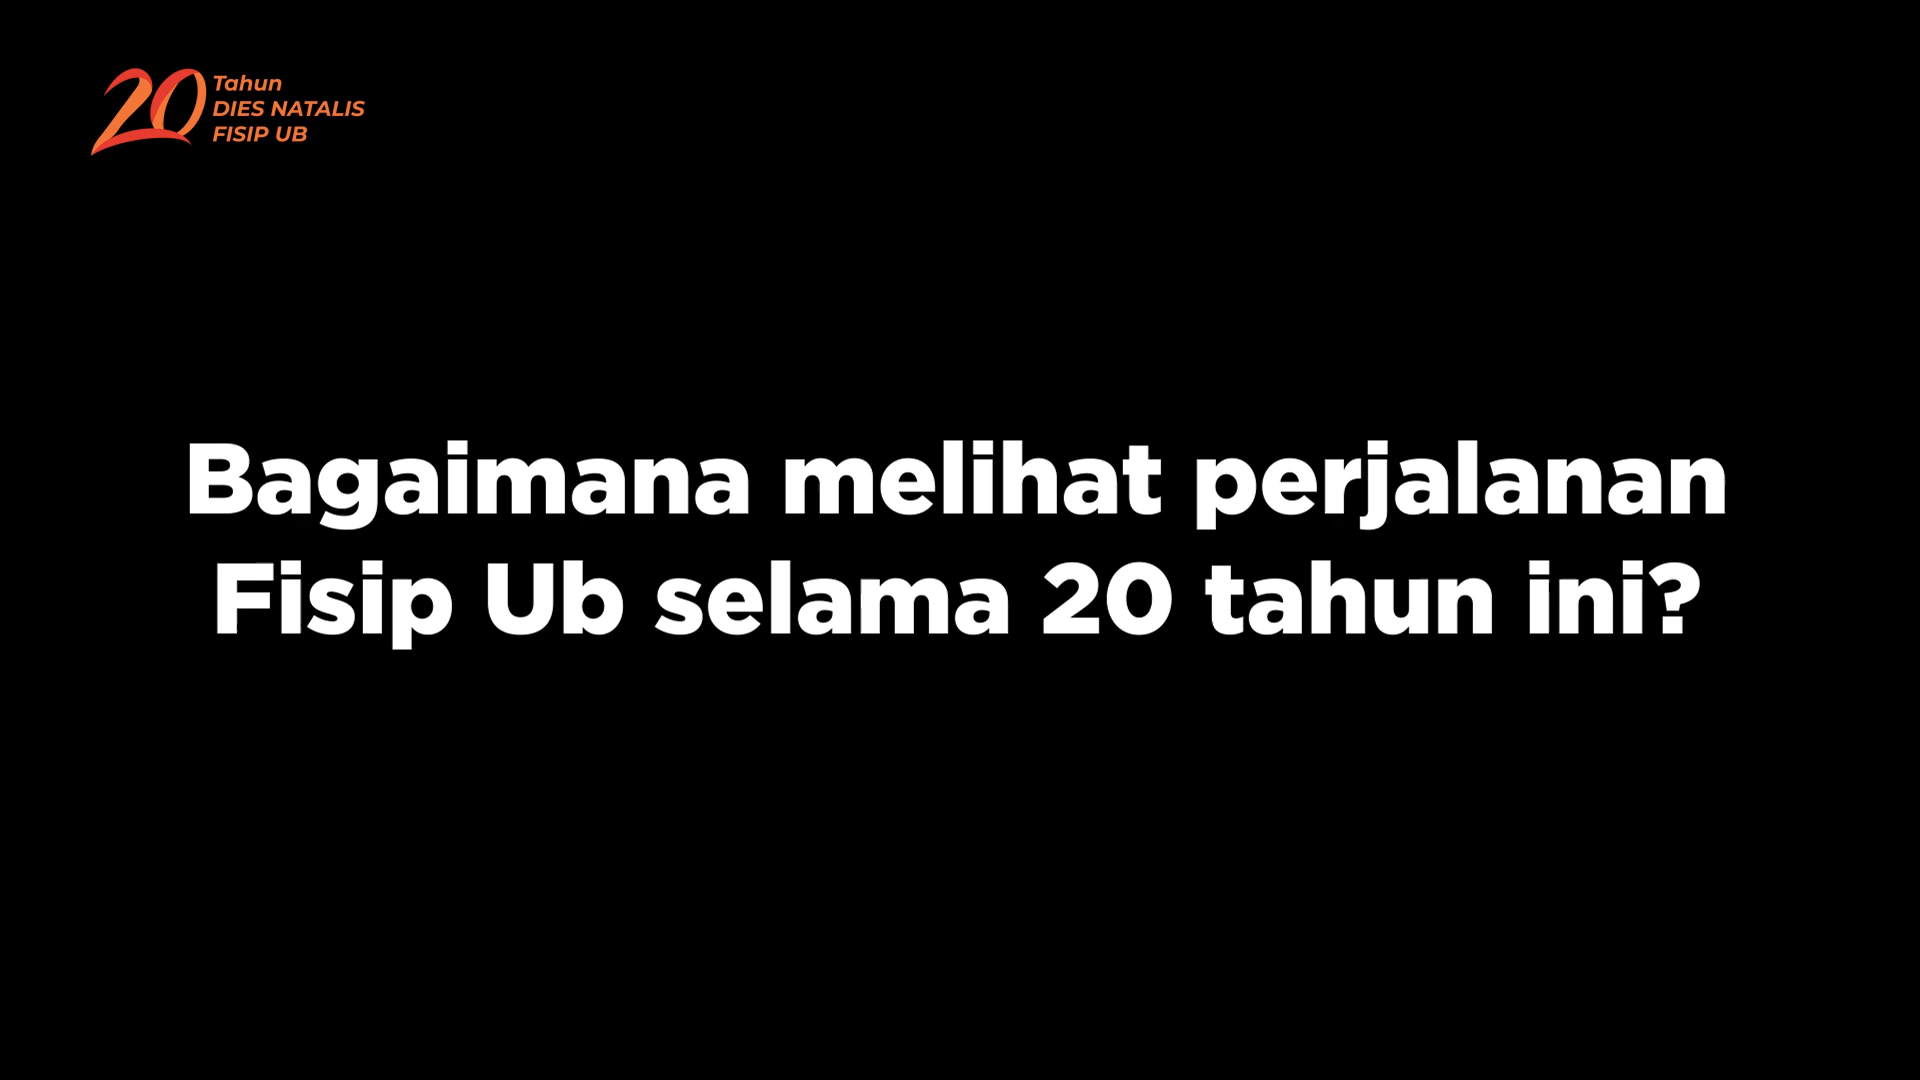 20 Tahun
DIES NATALIS
FISIP UB
Bagaimana melihat perjalanan
Fisip Ub selama 20 tahun ini?